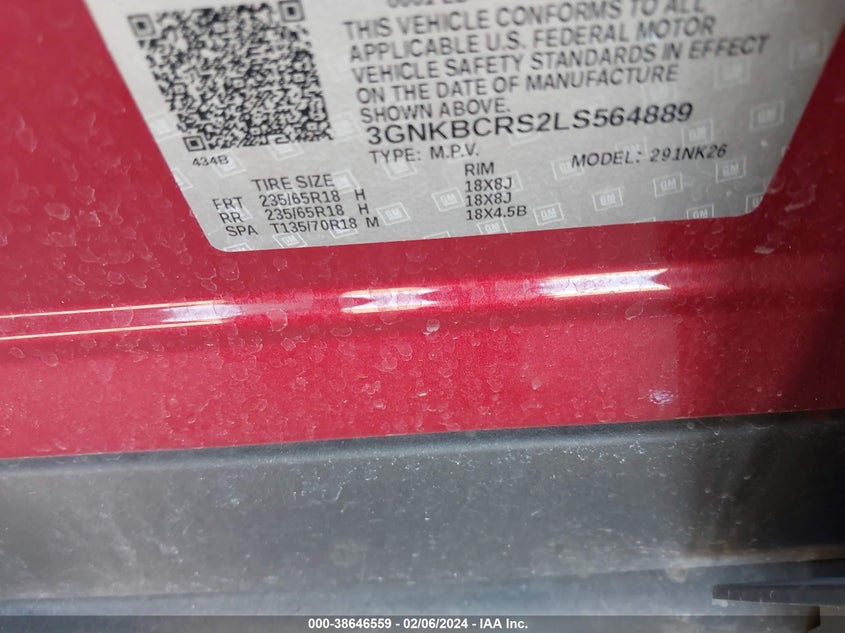 THIS VEHICLE CONFORMS TO ALL
APPLICABLE U.S. FEDERAL MOTOR
VEHICLE SAFETY STANDARDS IN EFFECT
ON THE DATE OF MANUFACTURE
SHOWN ABOVE.
3GNKBCRS2LS564889
TYPE: M.P.V. MODEL: 291NK26
434B
TIRE SIZE RIM
FRT 235/65R18 H 18X8J
RR 235/65R18 H 18X8J
SPA T135/70R18 M 18X4.5B
GM
000-38646559 - 02/06/2024 - IAA Inc.